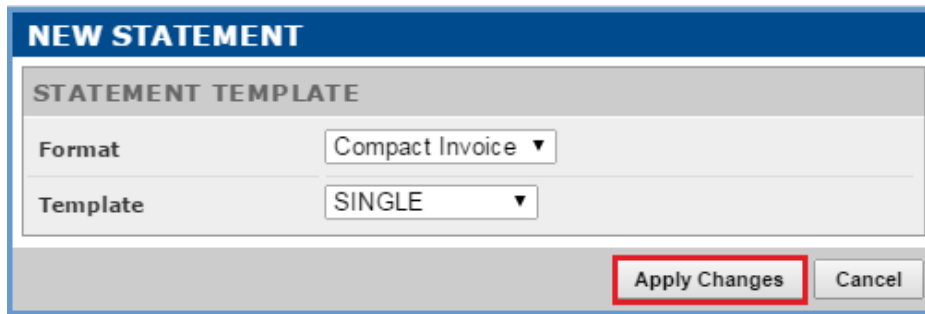 NEW STATEMENT
STATEMENT TEMPLATE
Format Compact Invoice
Template SINGLE
Apply Changes Cancel